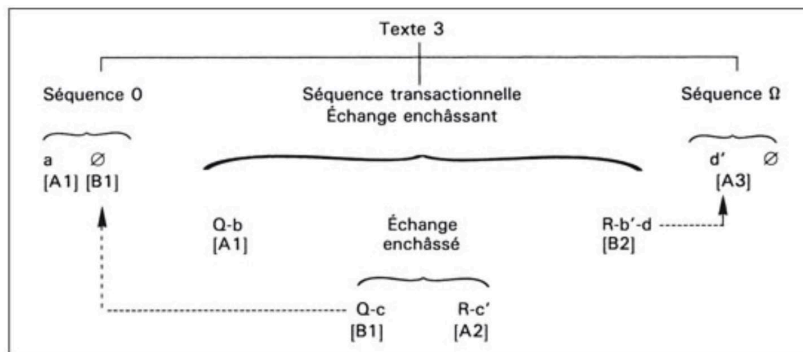 Texte 3
Séquence 0 Séquence transactionnelle Séquence Ω
Échange enchâssant
a ∅ d' ∅
[A1] [B1] [A3]
Q-b Échange R-b'-d
[A1] enchâssé [B2]
Q-c R-c'
[B1] [A2]